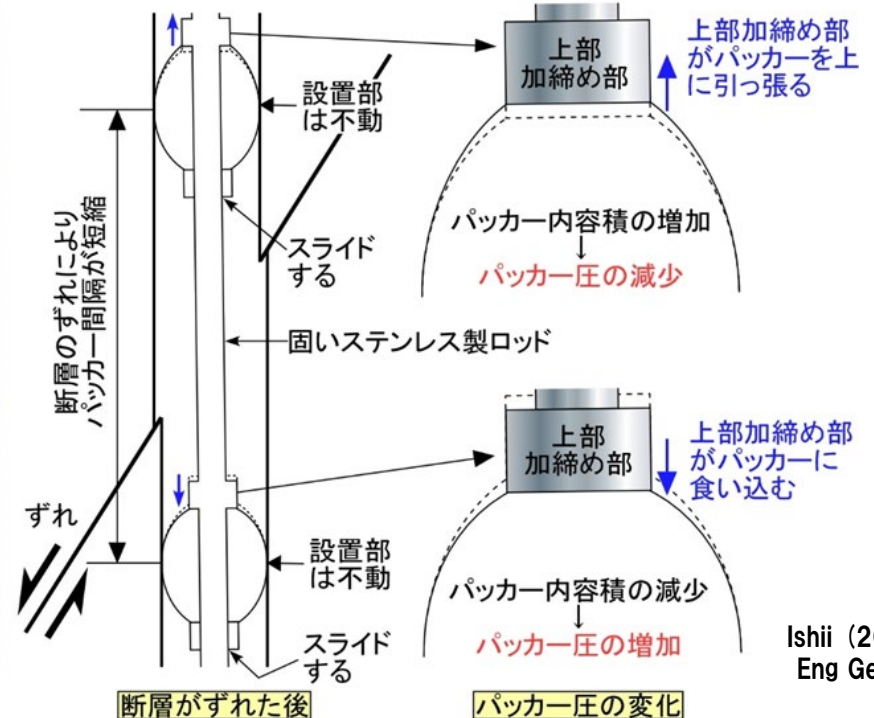 上部
加締め部
上部加締め部
がパッカーを上
に引っ張る
設置部
は不動
断層のずれにより
パッカー間隔が短縮
パッカー内容積の増加
↓
パッカー圧の減少
スライド
する
固いステンレス製ロッド
上部
加締め部
上部加締め部
がパッカーに
食い込む
ずれ
設置部
は不動
パッカー内容積の減少
↓
パッカー圧の増加
スライド
する
Ishii (2
Eng Ge
断層がずれた後
パッカー圧の変化